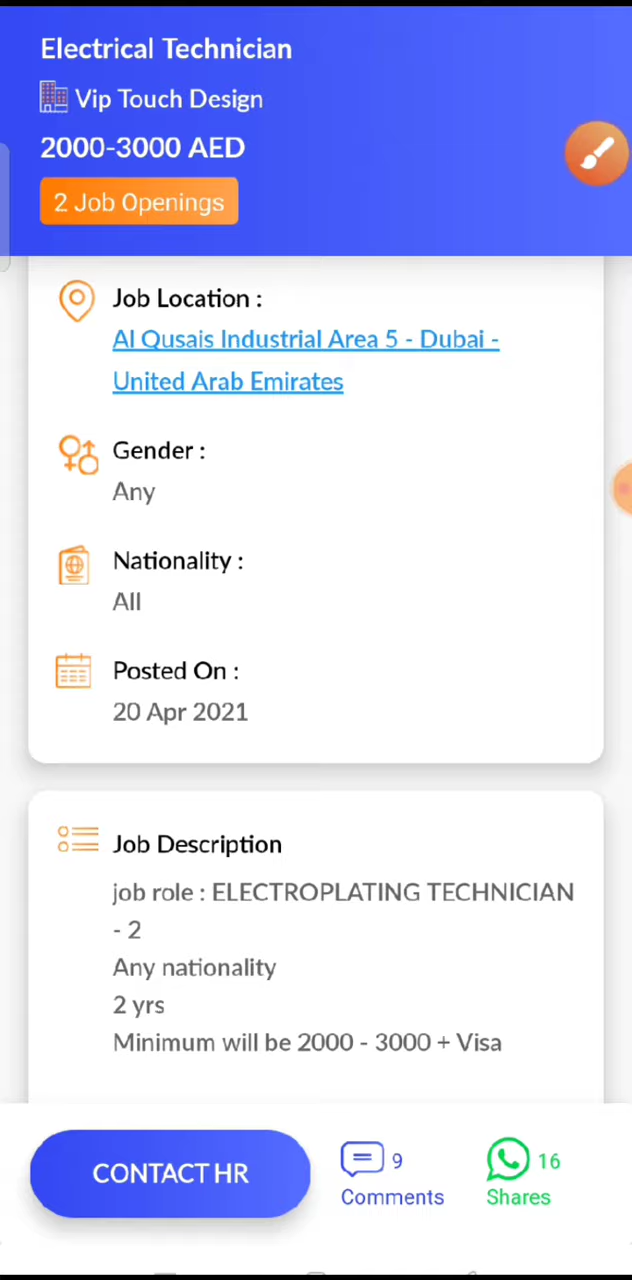 Electrical Technician
Vip Touch Design
2000-3000 AED
2 Job Openings
Job Location :
Al Qusais Industrial Area 5 - Dubai -
United Arab Emirates
Gender :
Any
Nationality :
All
Posted On :
20 Apr 2021
Job Description
job role : ELECTROPLATING TECHNICIAN
- 2
Any nationality
2 yrs
Minimum will be 2000 - 3000 + Visa
CONTACT HR
9
Comments
16
Shares